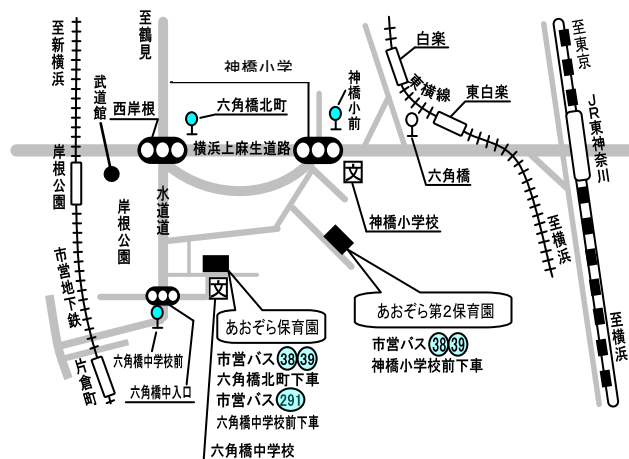 至新横浜
至鶴見
神橋小学
白楽
至東京
武道館
西岸根
六角橋北町
神橋小前
東横線
東白楽
JR東神奈川
横浜上麻生道路
岸根公園
水道道
文
六角橋
岸根公園
神橋小学校
至横浜
市営地下鉄
文
あおぞら保育園
あおぞら第2保育園
至横浜
市営バス 38 39
六角橋北町下車
市営バス 291
六角橋中学校前下車
市営バス 38 39
神橋小学校前下車
六角橋中学校前
片倉町
六角橋中入口
六角橋中学校